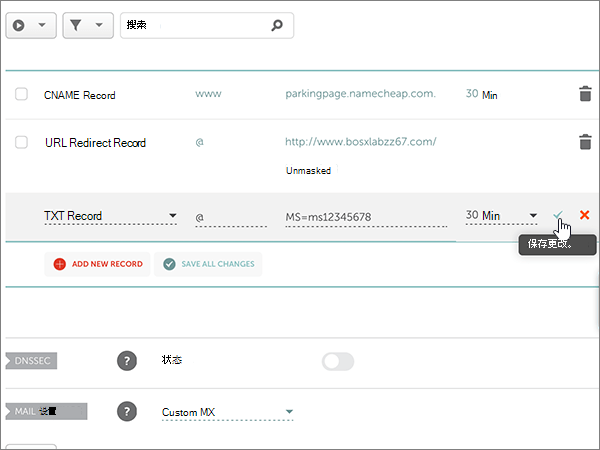 搜索
CNAME Record www parkingpage.namecheap.com. 30 Min
URL Redirect Record @ http://www.bosxlabzz67.com/
Unmasked
TXT Record @ MS=ms12345678 30 Min
保存更改。
ADD NEW RECORD SAVE ALL CHANGES
DNSSEC ? 状态
MAIL 设置 ? Custom MX